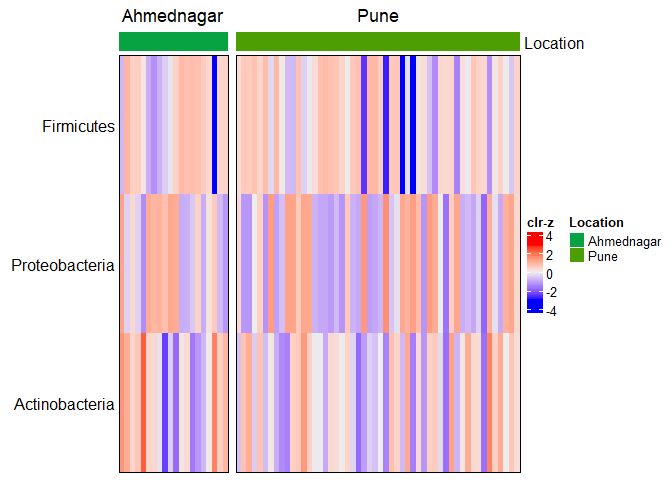 Ahmednagar Pune
Location
Firmicutes
Proteobacteria
Actinobacteria
clr-z
4
2
0
-2
-4
Location
Ahmednagar
Pune